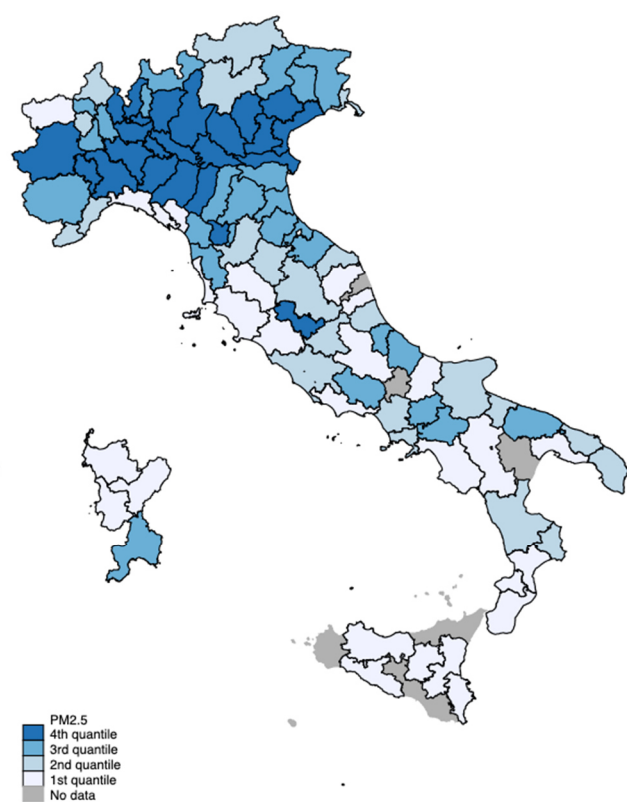 PM2.5
4th quantile
3rd quantile
2nd quantile
1st quantile
No data